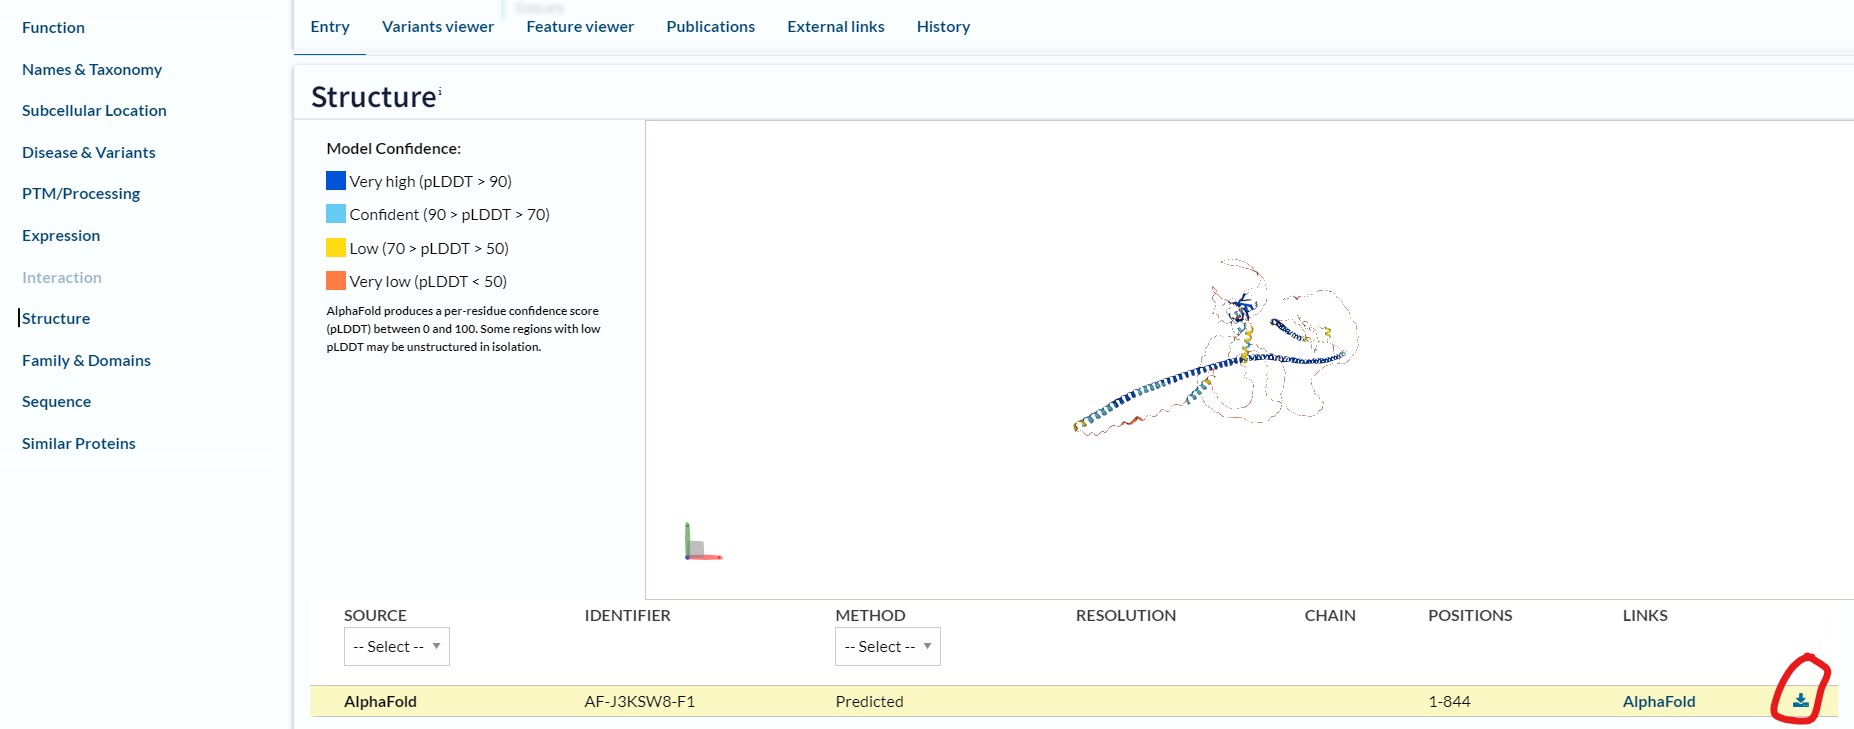 tissues
Function
Names & Taxonomy
Subcellular Location
Disease & Variants
PTM/Processing
Expression
Interaction
Structure
Family & Domains
Sequence
Similar Proteins
Entry Variants viewer Feature viewer Publications External links History
Structure i
Model Confidence:
Very high (pLDDT > 90)
Confident (90 > pLDDT > 70)
Low (70 > pLDDT > 50)
Very low (pLDDT < 50)
AlphaFold produces a per-residue confidence score
(pLDDT) between 0 and 100. Some regions with low
pLDDT may be unstructured in isolation.
SOURCE IDENTIFIER METHOD RESOLUTION CHAIN POSITIONS LINKS
-- Select -- -- Select --
AlphaFold AF-J3KSW8-F1 Predicted 1-844 AlphaFold